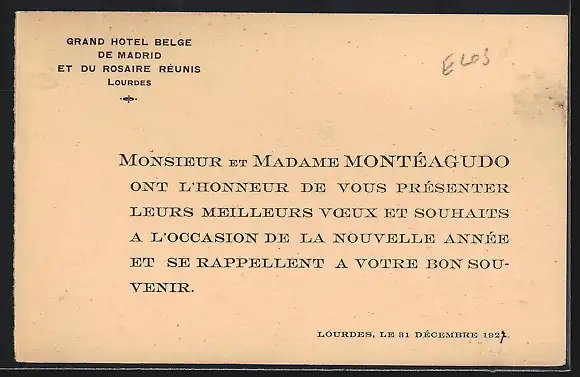 GRAND HOTEL BELGE
DE MADRID
ET DU ROSAIRE RÉUNIS
LOURDES
MONSIEUR ET MADAME MONTÉAGUDO
ONT L'HONNEUR DE VOUS PRÉSENTER
LEURS MEILLEURS VŒUX ET SOUHAITS
A L'OCCASION DE LA NOUVELLE ANNÉE
ET SE RAPPELLENT A VOTRE BON SOU-
VENIR.
LOURDES, LE 31 DÉCEMBRE 1927.